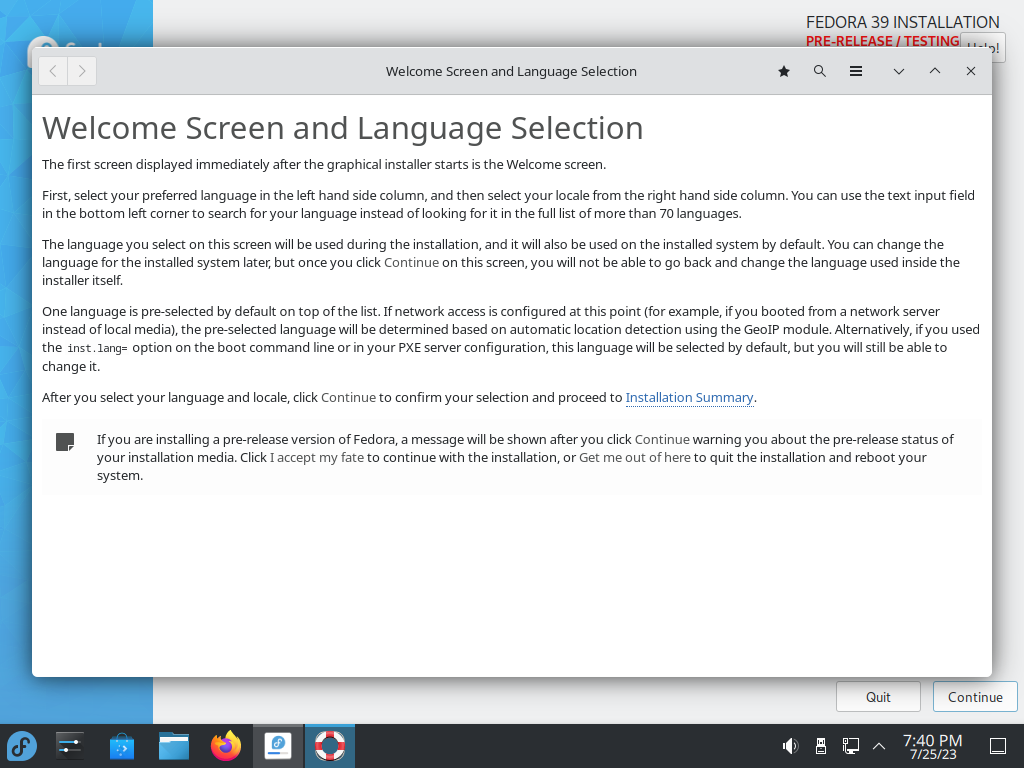 FEDORA 39 INSTALLATION
PRE-RELEASE / TESTING
Welcome Screen and Language Selection
Welcome Screen and Language Selection
The first screen displayed immediately after the graphical installer starts is the Welcome screen.
First, select your preferred language in the left hand side column, and then select your locale from the right hand side column. You can use the text input field
in the bottom left corner to search for your language instead of looking for it in the full list of more than 70 languages.
The language you select on this screen will be used during the installation, and it will also be used on the installed system by default. You can change the
language for the installed system later, but once you click Continue on this screen, you will not be able to go back and change the language used inside the
installer itself.
One language is pre-selected by default on top of the list. If network access is configured at this point (for example, if you booted from a network server
instead of local media), the pre-selected language will be determined based on automatic location detection using the GeoIP module. Alternatively, if you used
the inst.lang= option on the boot command line or in your PXE server configuration, this language will be selected by default, but you will still be able to
change it.
After you select your language and locale, click Continue to confirm your selection and proceed to Installation Summary.
If you are installing a pre-release version of Fedora, a message will be shown after you click Continue warning you about the pre-release status of
your installation media. Click I accept my fate to continue with the installation, or Get me out of here to quit the installation and reboot your
system.
Quit
Continue
7:40 PM
7/25/23